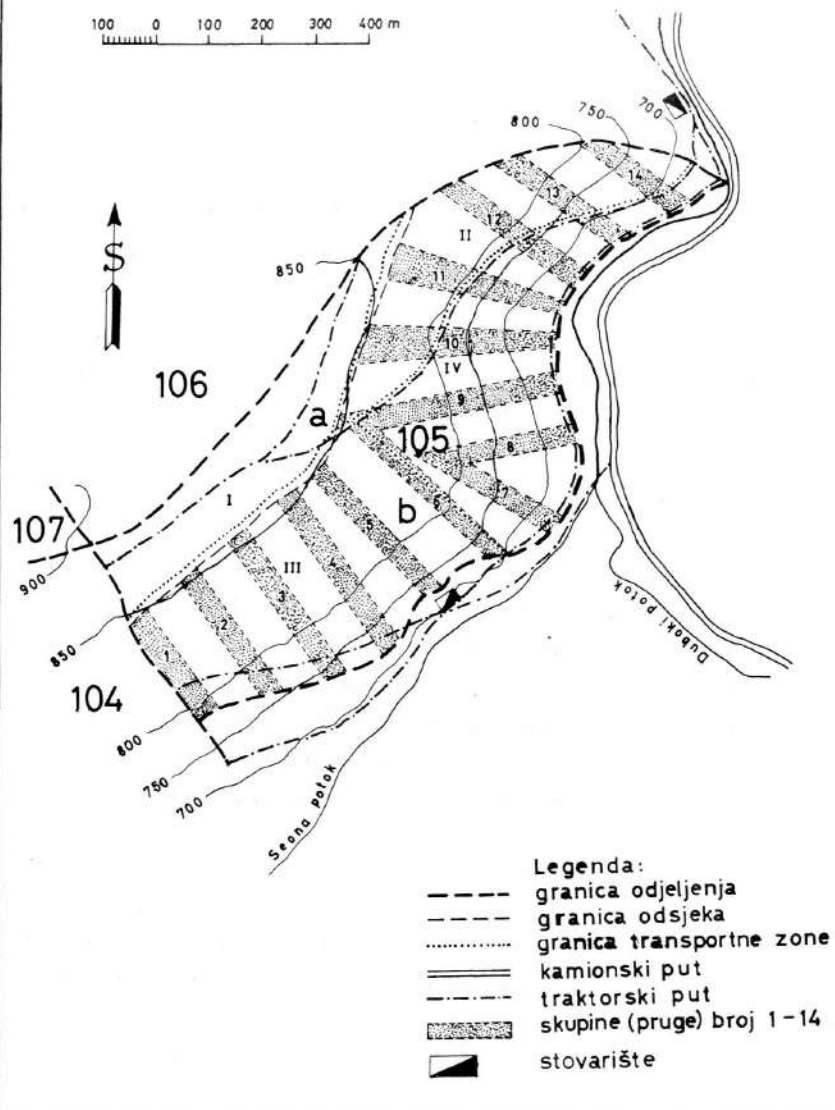 100 0 100 200 300 400 m
S
800
750
700
850
106
107
900
850
104
800
750
700
14
13
12
II
11
10
IV
9
a
105
8
7
6
b
5
I
4
III
3
2
1
Duboki potok
Seona potok
Legenda:
granica odjeljenja
granica odsjeka
granica transportne zone
kamionski put
traktorski put
skupine (pruge) broj 1-14
stovarište